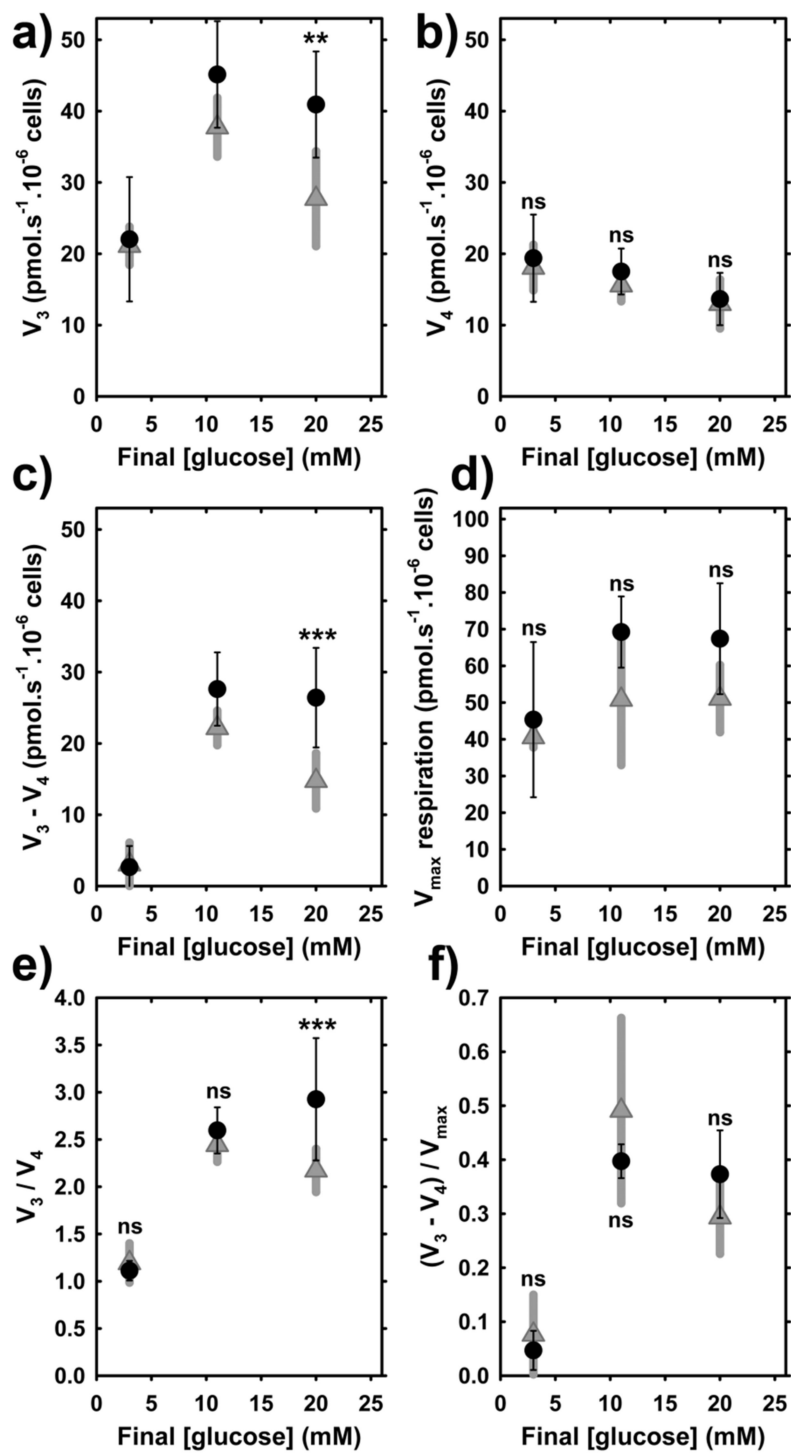 a)
V3 (pmol.s-1.10-6 cells)
50
40
30
20
10
0
**
0 5 10 15 20 25
Final [glucose] (mM)
b)
V4 (pmol.s-1.10-6 cells)
50
40
30
20
10
0
ns
ns
ns
0 5 10 15 20 25
Final [glucose] (mM)
c)
V3 - V4 (pmol.s-1.10-6 cells)
50
40
30
20
10
0
***
0 5 10 15 20 25
Final [glucose] (mM)
d)
Vmax respiration (pmol.s-1.10-6 cells)
100
90
80
70
60
50
40
30
20
10
0
ns
ns
ns
0 5 10 15 20 25
Final [glucose] (mM)
e)
V3 / V4
4.0
3.5
3.0
2.5
2.0
1.5
1.0
0.5
0.0
ns
ns
***
0 5 10 15 20 25
Final [glucose] (mM)
f)
(V3 - V4) / Vmax
0.7
0.6
0.5
0.4
0.3
0.2
0.1
0.0
ns
ns
ns
0 5 10 15 20 25
Final [glucose] (mM)